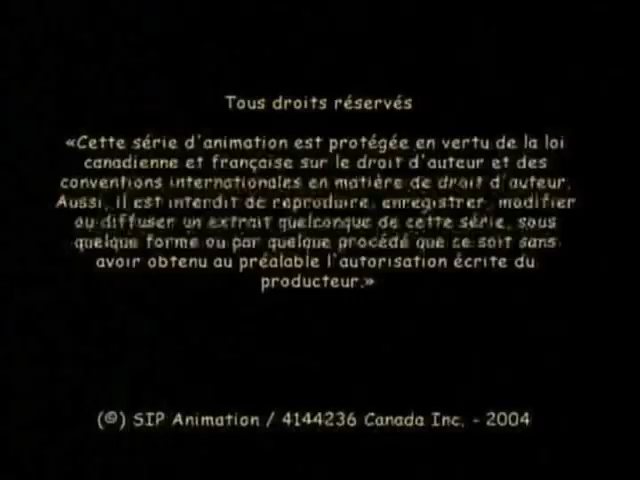 Tous droits réservés
«Cette série d'animation est protégée en vertu de la loi
canadienne et française sur le droit d'auteur et des
conventions internationales en matière de droit d'auteur.
Aussi, il est interdit de reproduire, enregistrer, modifier
ou diffuser un extrait quelconque de cette série, sous
quelque forme ou par quelque procédé que ce soit sans
avoir obtenu au préalable l'autorisation écrite du
producteur.»
(©) SIP Animation / 4144236 Canada Inc. - 2004